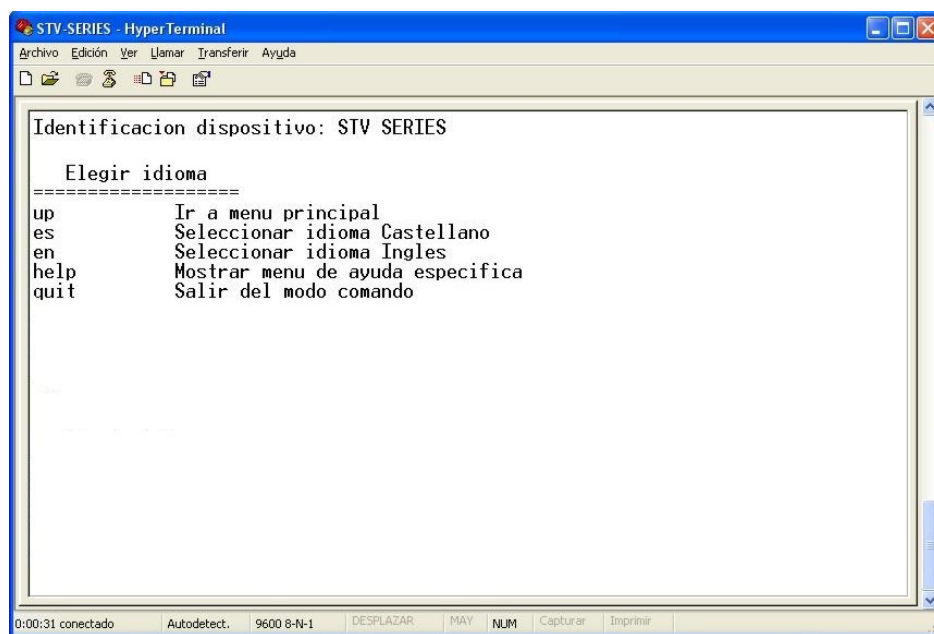 STV-SERIES - HyperTerminal
Archivo Edición Ver Llamar Transferir Ayuda
Identificacion dispositivo: STV SERIES
Elegir idioma
===================
up Ir a menu principal
es Seleccionar idioma Castellano
en Seleccionar idioma Ingles
help Mostrar menu de ayuda especifica
quit Salir del modo comando
0:00:31 conectado Autodetect. 9600 8-N-1 DESPLAZAR MAY NUM Capturar Imprimir